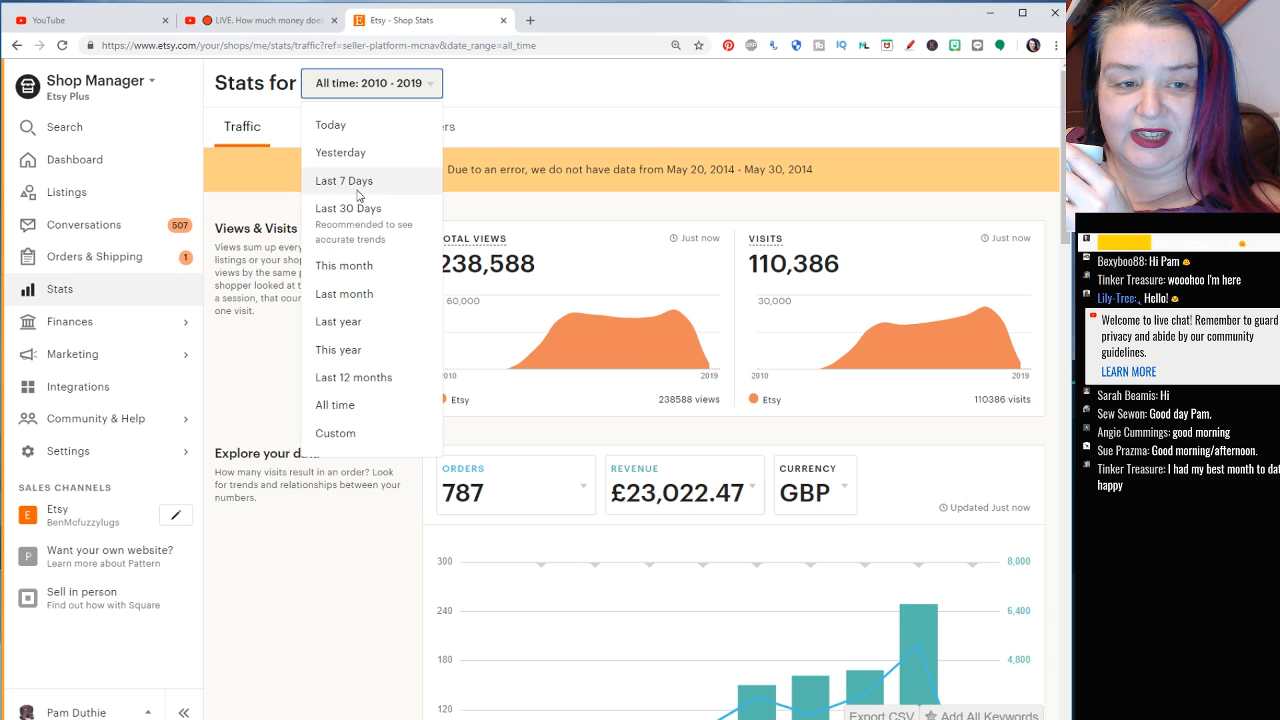 YouTube
LIVE. How much money does
Etsy - Shop Stats
https://www.etsy.com/your/shops/me/stats/traffic?ref=seller-platform-mcnav&date_range=all_time
Shop Manager
Etsy Plus
Search
Dashboard
Listings
Conversations 507
Orders & Shipping 1
Stats
Finances
Marketing
Integrations
Community & Help
Settings
SALES CHANNELS
Etsy
BenMcfuzzylugs
Want your own website?
Learn more about Pattern
Sell in person
Find out how with Square
Pam Duthie
Stats for All time: 2010 - 2019
Traffic
Today
Yesterday
Last 7 Days
Last 30 Days
Recommended to see
accurate trends
This month
Last month
Last year
This year
Last 12 months
All time
Custom
Due to an error, we do not have data from May 20, 2014 - May 30, 2014
Views & Visits
Views sum up every
listings or your shop
views by the same p
shopper looked at t
a session, that cou
one visit.
OTAL VIEWS
Just now
238,588
60,000
2010 2019
Etsy 238588 views
VISITS
Just now
110,386
30,000
2010 2019
Etsy 110386 visits
Explore your da
How many visits result in an order? Look
for trends and relationships between your
numbers.
ORDERS
787
REVENUE
£23,022.47
CURRENCY
GBP
Updated Just now
300 8,000
240 6,400
180 4,800
120
Export CSV Add All Keywords
Bexyboo88: Hi Pam
Tinker Treasure: wooohoo I'm here
Lily-Tree: Hello!
Welcome to live chat! Remember to guard
privacy and abide by our community
guidelines.
LEARN MORE
Sarah Beamis: Hi
Sew Sewon: Good day Pam.
Angie Cummings: good morning
Sue Prazma: Good morning/afternoon.
Tinker Treasure: I had my best month to dat
happy